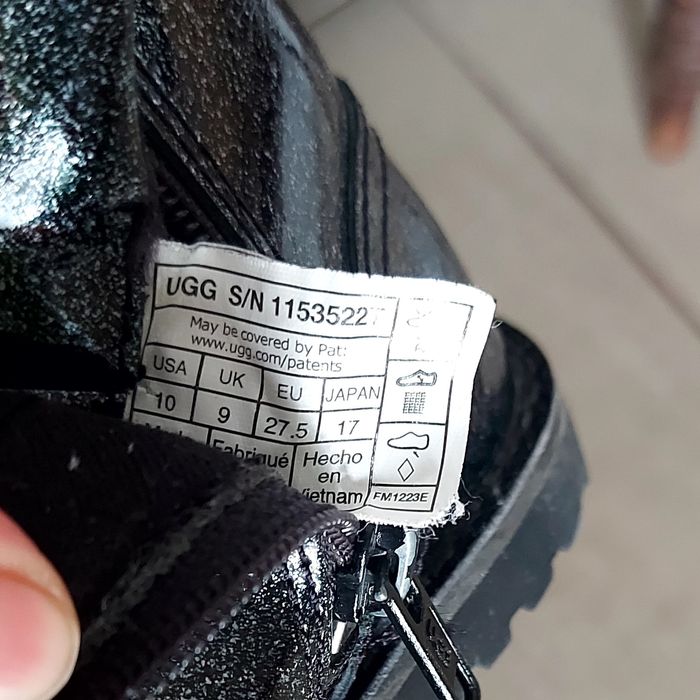 UGG S/N 11535227
May be covered by Pat:
www.ugg.com/patents
USA UK EU JAPAN
10 9 27.5 17
Fabriqué Hecho
en
Vietnam
FM1223E